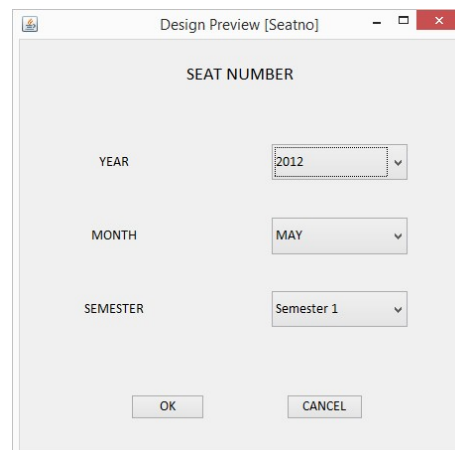 Design Preview [Seatno]
SEAT NUMBER
YEAR 2012
MONTH MAY
SEMESTER Semester 1
OK CANCEL